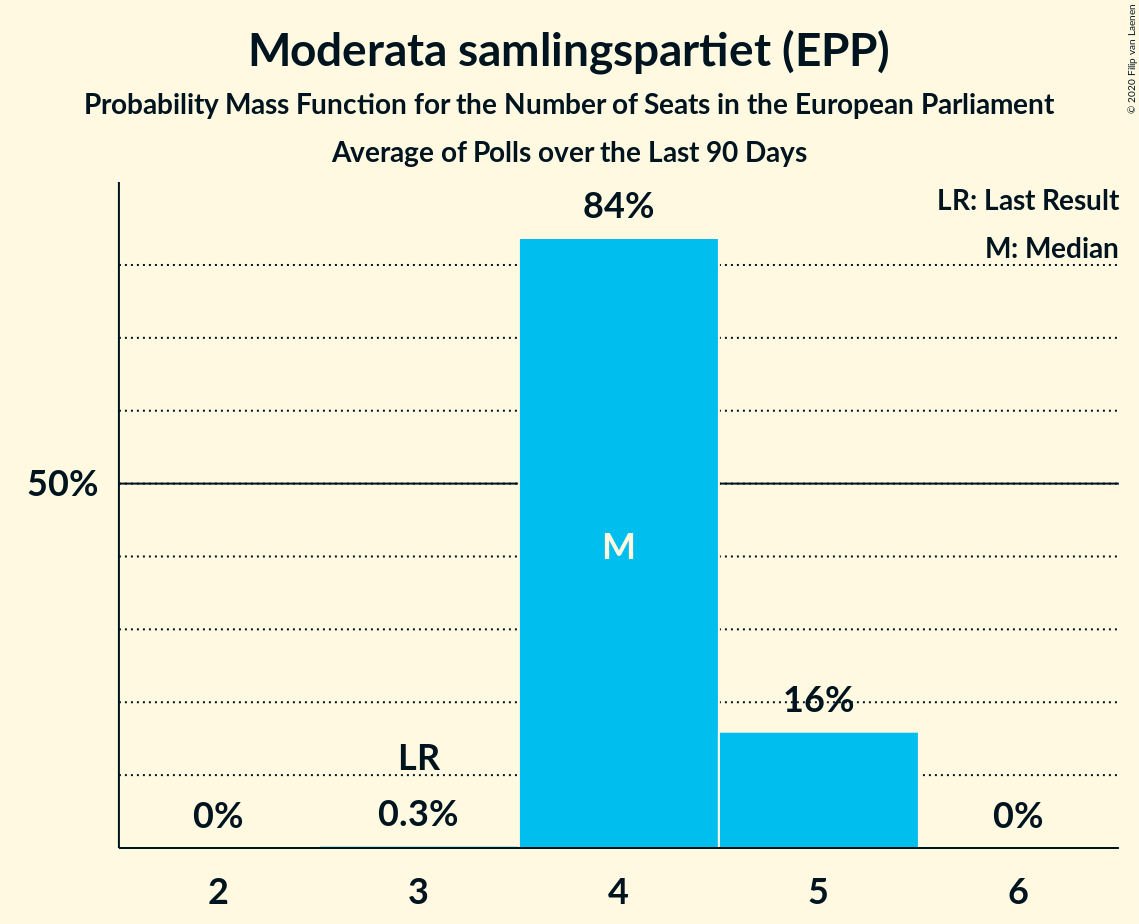 Moderata samlingspartiet (EPP)
Probability Mass Function for the Number of Seats in the European Parliament
Average of Polls over the Last 90 Days
© 2020 Filip van Laenen
LR: Last Result
M: Median
84%
50%
M
16%
LR
0%
0.3%
0%
2
3
4
5
6